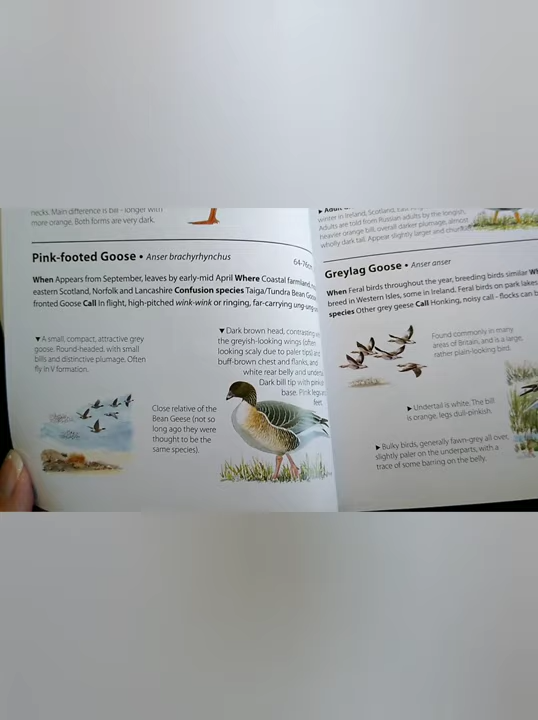 necks. Main difference is bill - longer with
more orange. Both forms are very dark.
Pink-footed Goose • Anser brachyrhynchus
64-76cm
When Appears from September, leaves by early-mid April Where Coastal farmland,
eastern Scotland, Norfolk and Lancashire Confusion species Taiga/Tundra Bean Goose,
fronted Goose Call In flight, high-pitched wink-wink or ringing, far-carrying ung-ung-
▼ A small, compact, attractive grey
goose. Round-headed, with small
bills and distinctive plumage. Often
fly in V formation.
Close relative of the
Bean Geese (not so
long ago they were
thought to be the
same species).
▼ Dark brown head, contrasting
the greyish-looking wings (often
looking scaly due to paler tips) and
buff-brown chest and flanks, and
white rear belly and
Dark bill tip with pink
base. Pink legs
feet.
winter in Ireland, Scotland,
Adults are told from Russian adults by the longish,
heavier orange bill, overall darker plumage, almost
wholly dark tail. Appear slightly larger and
Greylag Goose • Anser anser
When Feral birds throughout the year, breeding birds similar
breed in Western Isles, some in Ireland. Feral birds on park lakes
species Other grey geese Call Honking, noisy call - flocks can
Found commonly in many
areas of Britain, and is a large,
rather plain-looking bird.
► Undertail is white. The bill
is orange, legs dull-pinkish.
► Bulky birds, generally fawn-grey all over,
slightly paler on the underparts, with a
trace of some barring on the belly.